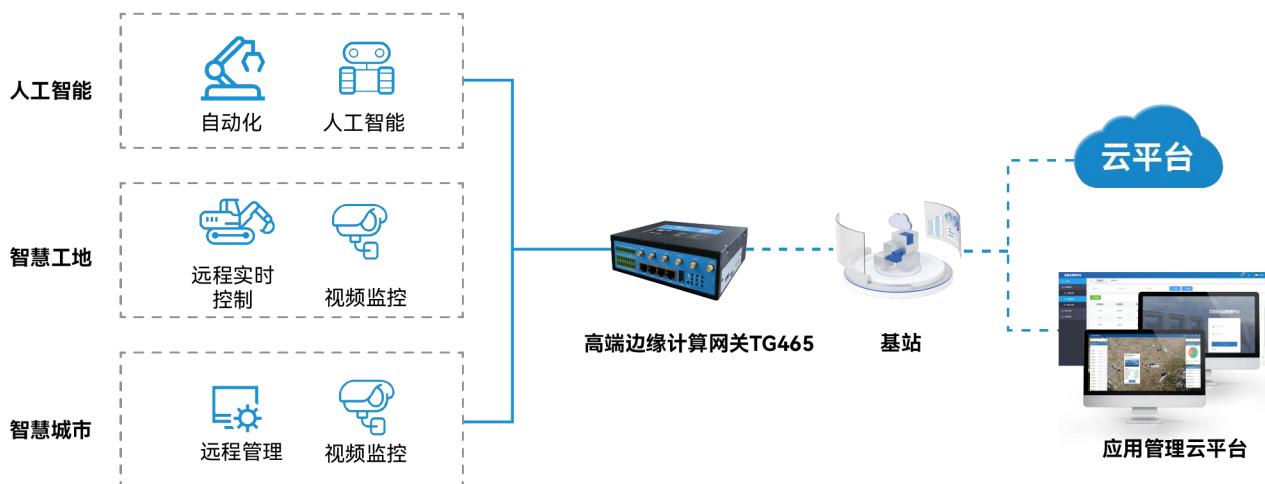 人工智能
自动化
人工智能
智慧工地
远程实时
控制
视频监控
智慧城市
远程管理
视频监控
高端边缘计算网关TG465
基站
云平台
应用管理云平台